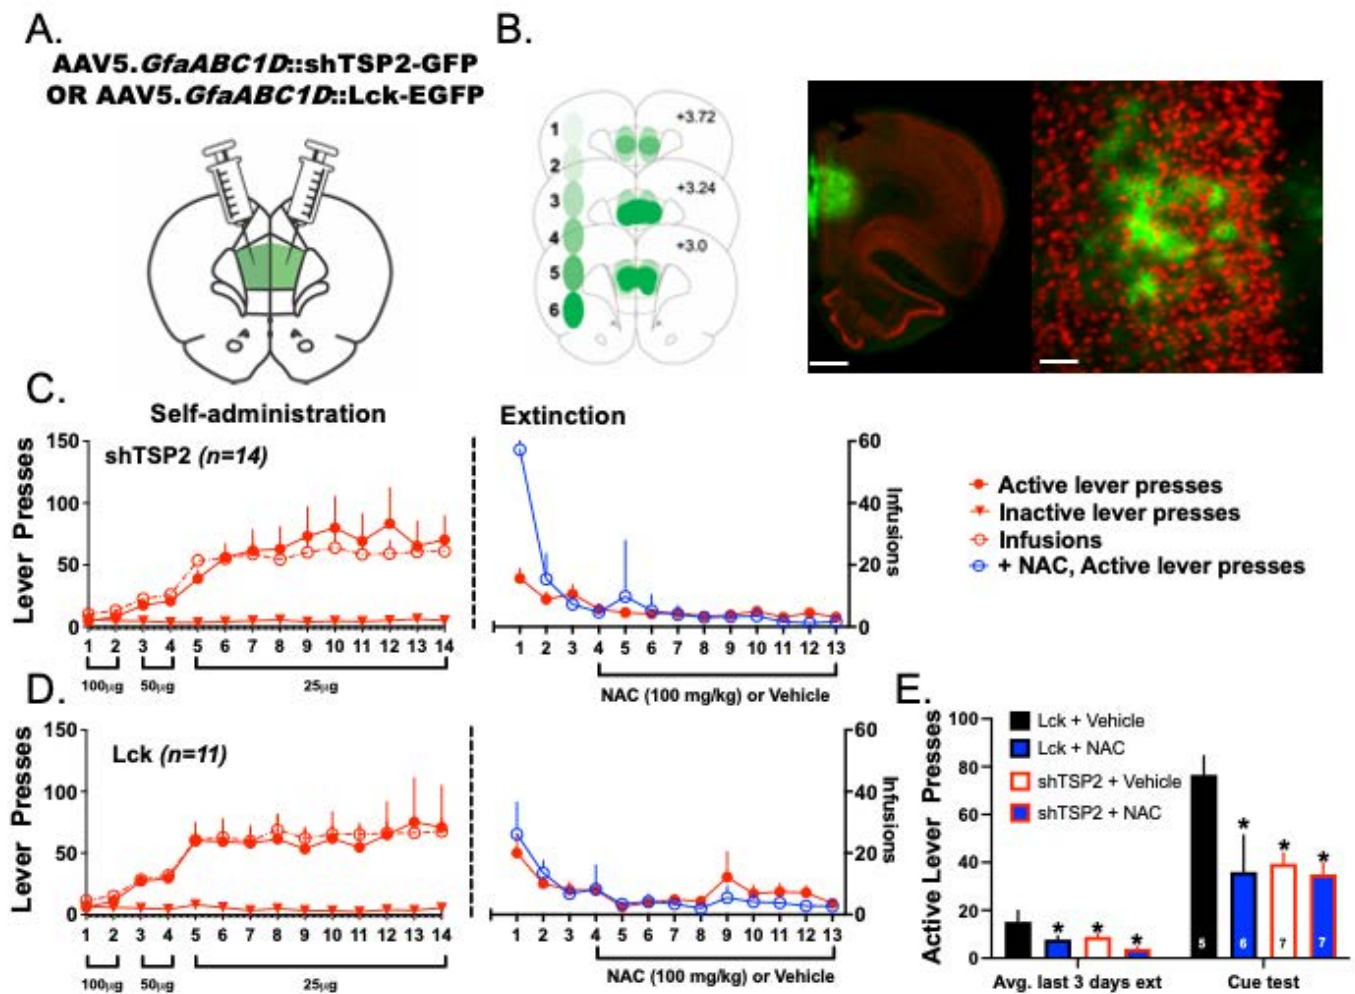 A.
AAV5.GfaABC1D::shTSP2-GFP
OR AAV5.GfaABC1D::Lck-EGFP
B.
1
2
3
4
5
6
+3.72
+3.24
+3.0
C.
Self-administration
Extinction
shTSP2 (n=14)
Lever Presses
150
100
50
0
1 2 3 4 5 6 7 8 9 10 11 12 13 14
100µg 50µg 25µg
60
40
20
0
Infusions
1 2 3 4 5 6 7 8 9 10 11 12 13
NAC (100 mg/kg) or Vehicle
Active lever presses
Inactive lever presses
Infusions
+ NAC, Active lever presses
D.
Lck (n=11)
Lever Presses
150
100
50
0
1 2 3 4 5 6 7 8 9 10 11 12 13 14
100µg 50µg 25µg
60
40
20
0
Infusions
1 2 3 4 5 6 7 8 9 10 11 12 13
NAC (100 mg/kg) or Vehicle
E.
Active Lever Presses
100
80
60
40
20
0
Lck + Vehicle
Lck + NAC
shTSP2 + Vehicle
shTSP2 + NAC
* * *
* * *
5 6 7 7
Avg. last 3 days ext Cue test